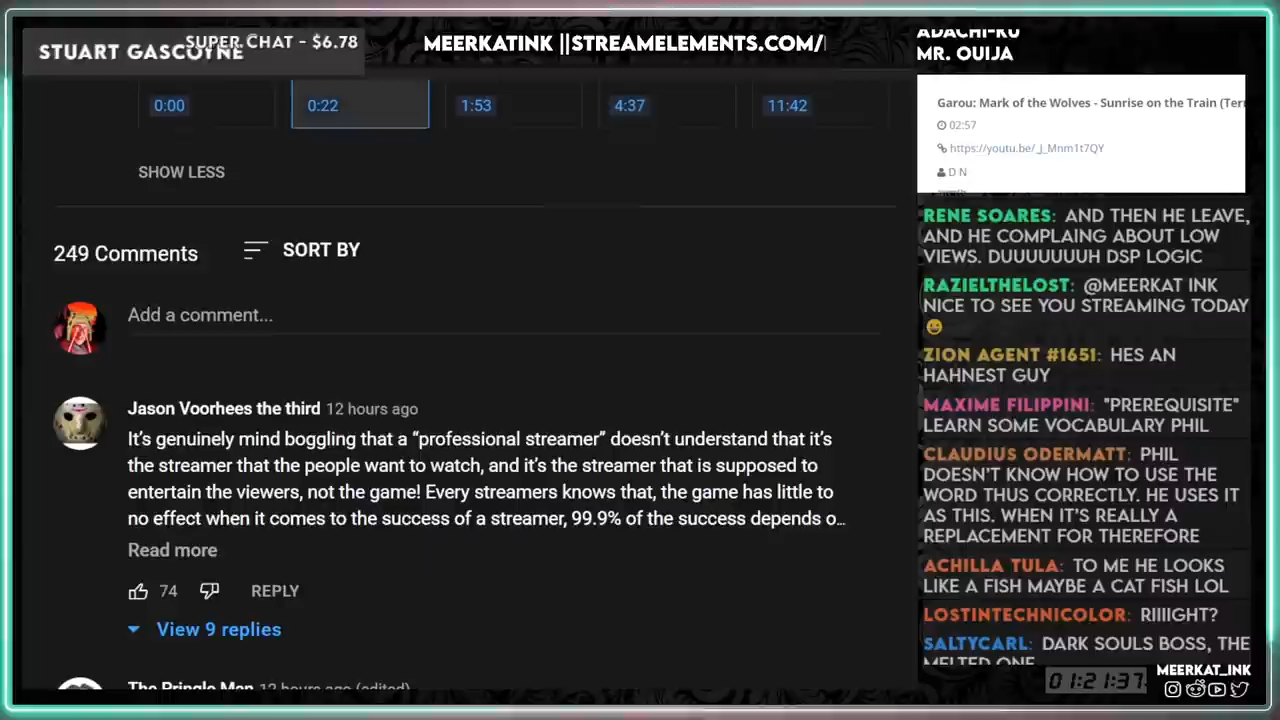 STUART GASCOYNE
SUPER CHAT - $6.78
MEERKATINK ||STREAMELEMENTS.COM/
ADACHI-KU
MR. OUIJA
0:00
0:22
1:53
4:37
11:42
SHOW LESS
249 Comments
SORT BY
Add a comment...
Jason Voorhees the third 12 hours ago
It's genuinely mind boggling that a “professional streamer” doesn't understand that it's
the streamer that the people want to watch, and it's the streamer that is supposed to
entertain the viewers, not the game! Every streamers knows that, the game has little to
no effect when it comes to the success of a streamer, 99.9% of the success depends o...
Read more
74
REPLY
View 9 replies
The Pringle Man 12 hours ago (edited)
Garou: Mark of the Wolves - Sunrise on the Train (Terr
02:57
https://youtu.be/_j_Mnm1t7QY
D N
RENE SOARES: AND THEN HE LEAVE,
AND HE COMPLAING ABOUT LOW
VIEWS. DUUUUUUUH DSP LOGIC
RAZIELTHELOST: @MEERKAT INK
NICE TO SEE YOU STREAMING TODAY
ZION AGENT #1651: HES AN
HAHNEST GUY
MAXIME FILIPPINI: "PREREQUISITE"
LEARN SOME VOCABULARY PHIL
CLAUDIUS ODERMATT: PHIL
DOESN'T KNOW HOW TO USE THE
WORD THUS CORRECTLY. HE USES IT
AS THIS. WHEN IT'S REALLY A
REPLACEMENT FOR THEREFORE
ACHILLA TULA: TO ME HE LOOKS
LIKE A FISH MAYBE A CAT FISH LOL
LOSTINTECHNICOLOR: RIIIIGHT?
SALTYCARL: DARK SOULS BOSS, THE
MELTED ONE
01:21:37
MEERKAT_INK